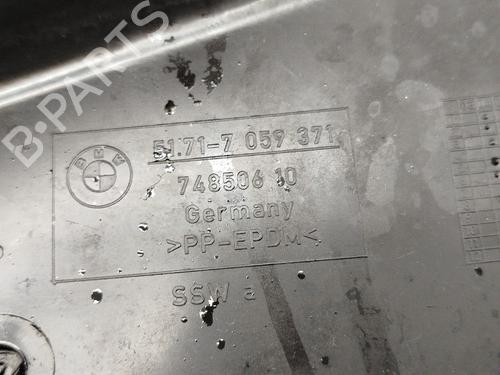 B-PARTS
BMW
51.71-7 059 371
748506 10
Germany
>PP-EPDM<
SSW a